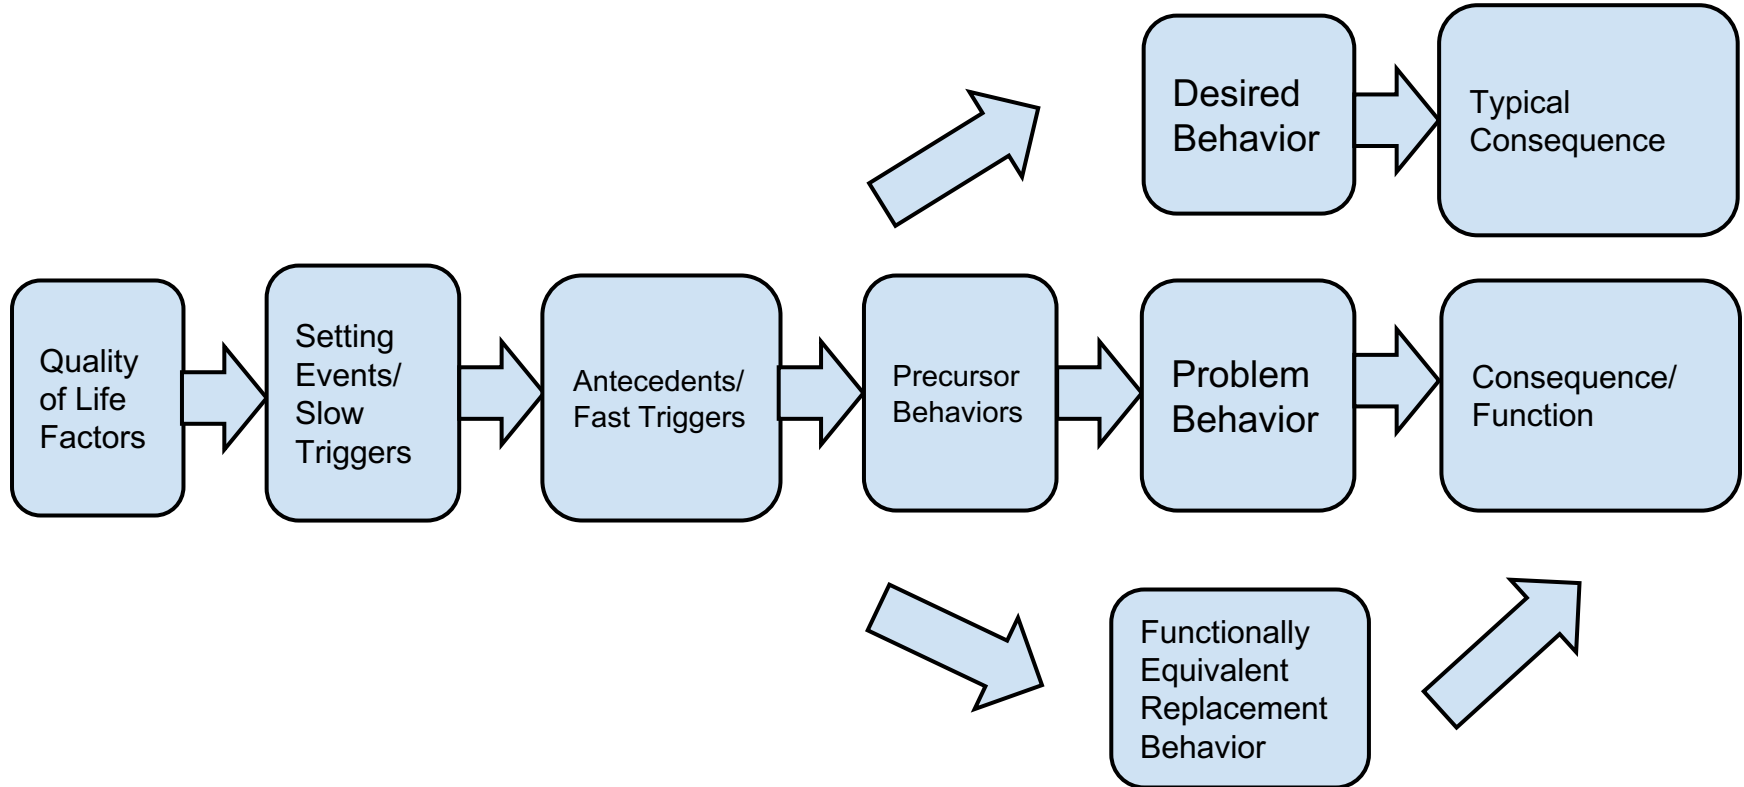 Desired
Behavior
Typical
Consequence
Quality
of Life
Factors
Setting
Events/
Slow
Triggers
Antecedents/
Fast Triggers
Precursor
Behaviors
Problem
Behavior
Consequence/
Function
Functionally
Equivalent
Replacement
Behavior